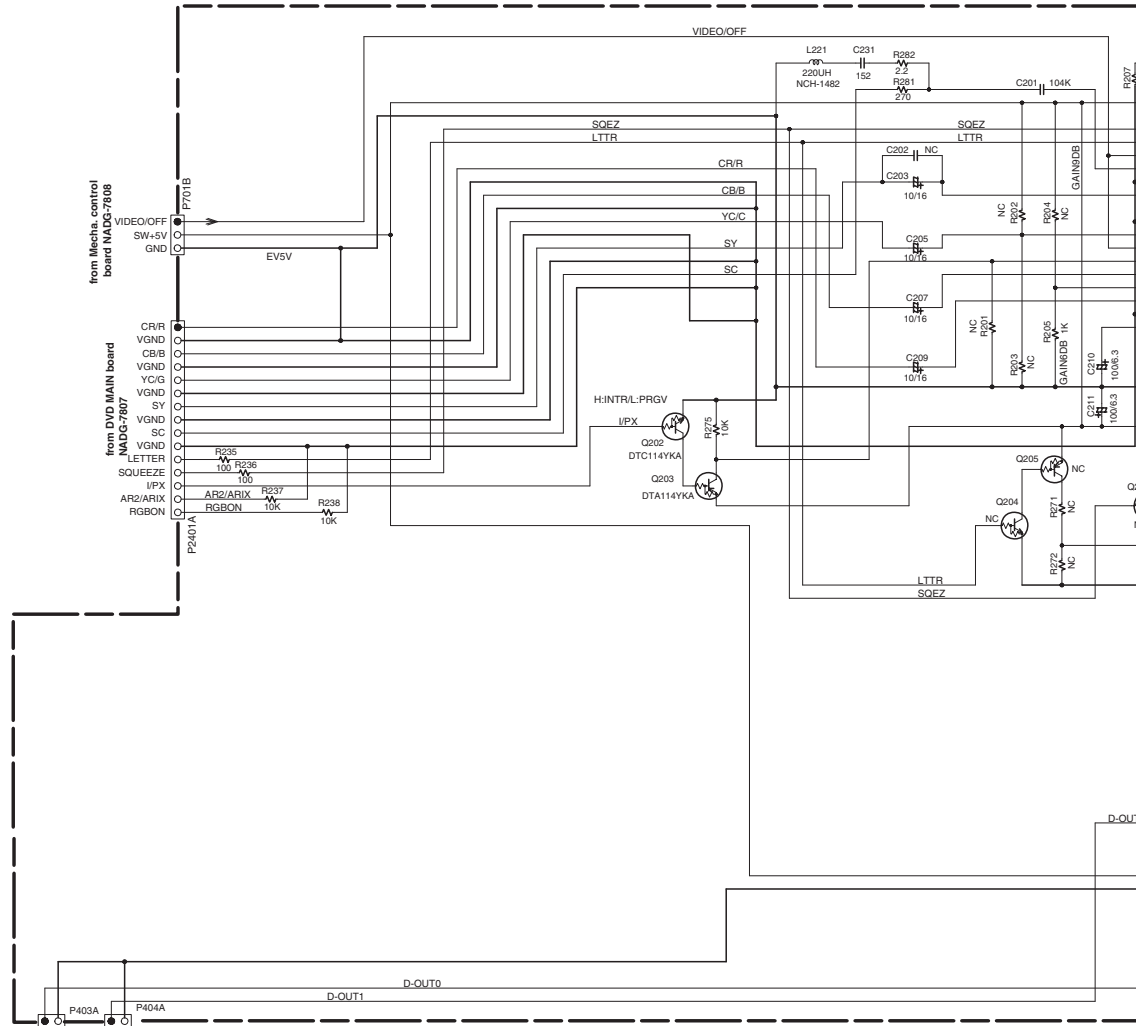 VIDEO/OFF
L221
220UH
NCH-1482
C231
152
R282
2.2
R281
270
C201
104K
R207
SQEZ
LTTR
SQEZ
LTTR
GAIN9DB
C202
NC
CR/R
C203
10/16
CB/B
YC/C
SY
SC
C205
10/16
NC
R202
R204
NC
C207
10/16
NC
R201
R203
NC
R205
1K
GAIN6DB
C209
10/16
C210
100/6.3
C211
100/6.3
from Mecha. control
board NADG-7808
P701B
VIDEO/OFF
SW+5V
GND
EV5V
from DVD MAIN board
NADG-7807
CR/R
VGND
CB/B
VGND
YC/G
VGND
SY
VGND
SC
VGND
LETTER
SQUEEZE
I/PX
AR2/ARIX
RGBON
P2401A
R235
100
R236
100
AR2/ARIX
R237
10K
RGBON
R238
10K
H:INTR/L:PRGV
I/PX
Q202
DTC114YKA
R275
10K
Q203
DTA114YKA
Q205
NC
Q204
NC
R271
NC
R272
NC
LTTR
SQEZ
D-OUT0
D-OUT1
P403A
P404A